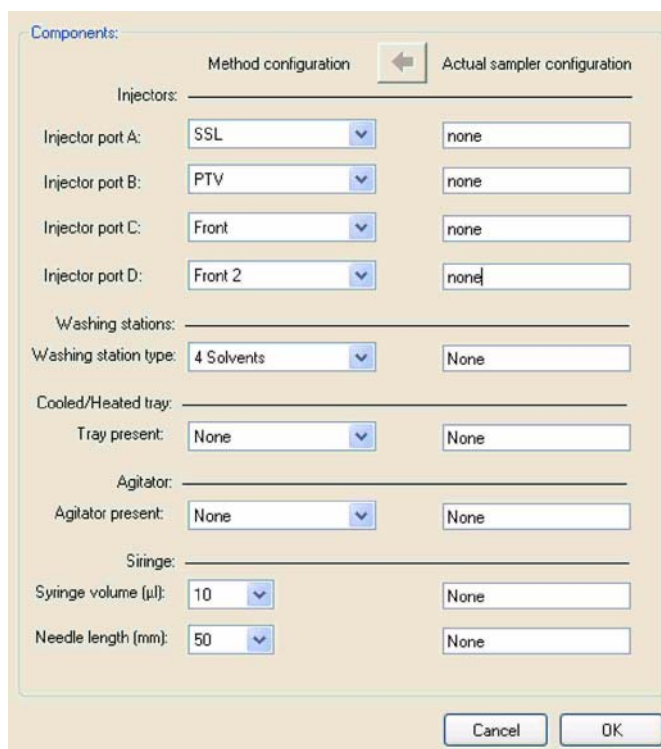 Components:
Method configuration Actual sampler configuration
Injectors:
Injector port A: SSL none
Injector port B: PTV none
Injector port C: Front none
Injector port D: Front 2 none
Washing stations:
Washing station type: 4 Solvents None
Cooled/Heated tray:
Tray present: None None
Agitator:
Agitator present: None None
Siringe:
Syringe volume (µl): 10 None
Needle length (mm): 50 None
Cancel OK